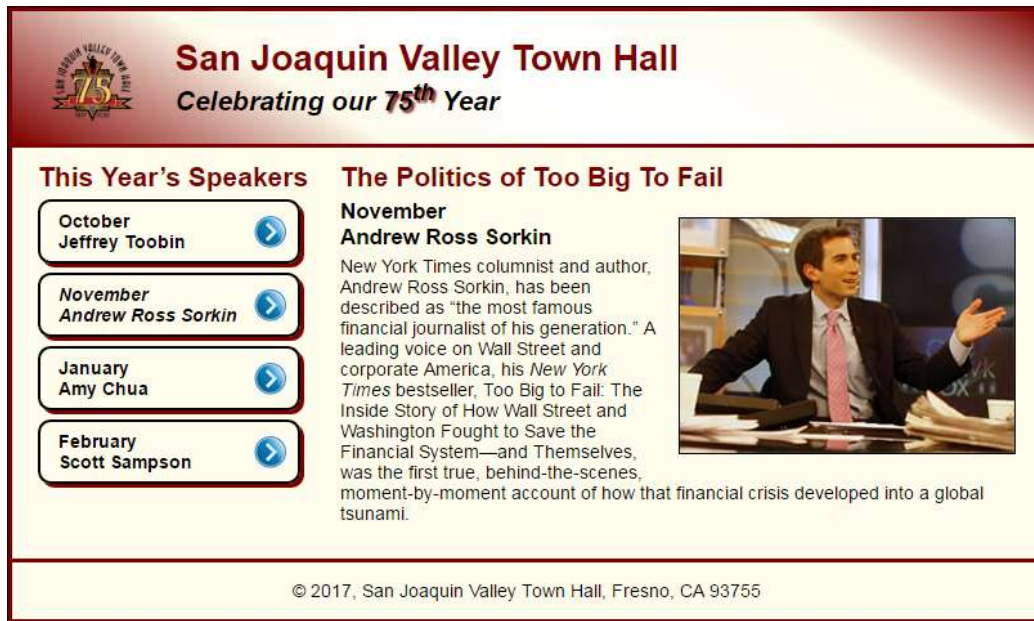 SAN JOAQUIN VALLEY TOWN HALL
75
San Joaquin Valley Town Hall
Celebrating our 75th Year
This Year’s Speakers
October
Jeffrey Toobin
November
Andrew Ross Sorkin
January
Amy Chua
February
Scott Sampson
The Politics of Too Big To Fail
November
Andrew Ross Sorkin
New York Times columnist and author,
Andrew Ross Sorkin, has been
described as “the most famous
financial journalist of his generation.” A
leading voice on Wall Street and
corporate America, his New York
Times bestseller, Too Big to Fail: The
Inside Story of How Wall Street and
Washington Fought to Save the
Financial System—and Themselves,
was the first true, behind-the-scenes,
moment-by-moment account of how that financial crisis developed into a global
tsunami.
© 2017, San Joaquin Valley Town Hall, Fresno, CA 93755